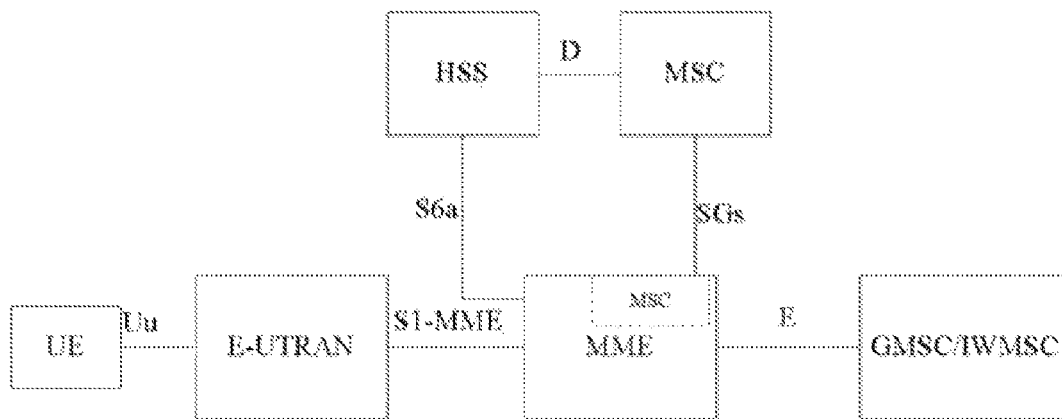 HSS
D
MSC
S6a
SGs
UE
Uu
E-UTRAN
S1-MME
MSC
MME
E
GMSC/IWMSC